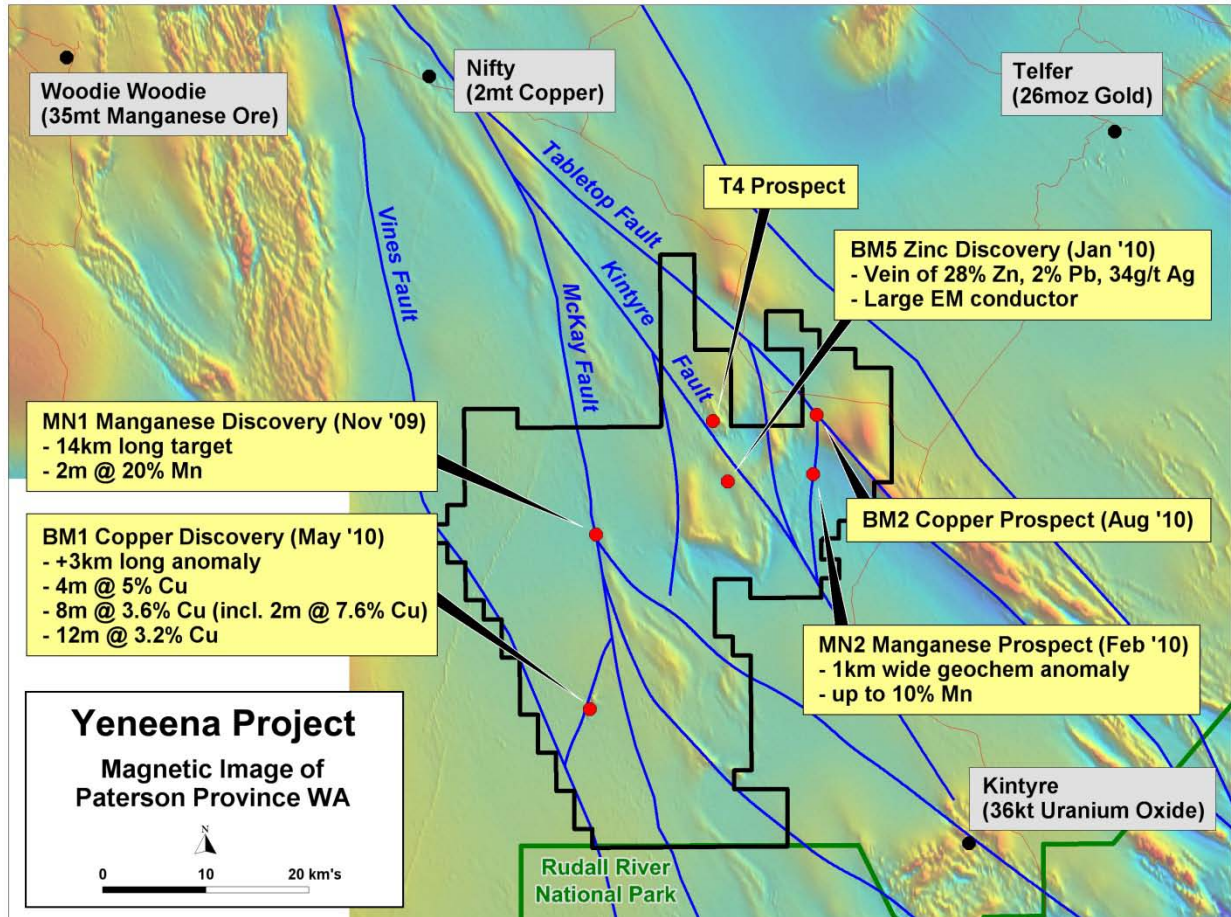 Woodie Woodie
(35mt Manganese Ore)
Nifty
(2mt Copper)
Telfer
(26moz Gold)
T4 Prospect
Tabletop Fault
Vines Fault
BM5 Zinc Discovery (Jan '10)
- Vein of 28% Zn, 2% Pb, 34g/t Ag
- Large EM conductor
Kintyre
Fault
McKay Fault
MN1 Manganese Discovery (Nov '09)
- 14km long target
- 2m @ 20% Mn
BM2 Copper Prospect (Aug '10)
BM1 Copper Discovery (May '10)
- +3km long anomaly
- 4m @ 5% Cu
- 8m @ 3.6% Cu (incl. 2m @ 7.6% Cu)
- 12m @ 3.2% Cu
MN2 Manganese Prospect (Feb '10)
- 1km wide geochem anomaly
- up to 10% Mn
Yeneena Project
Magnetic Image of
Paterson Province WA
N
0 10 20 km's
Kintyre
(36kt Uranium Oxide)
Rudall River
National Park